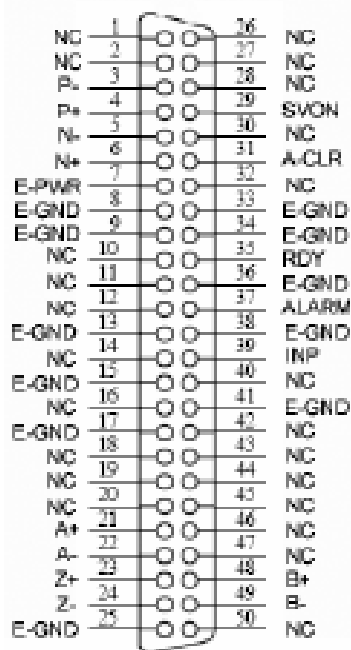 NC 1 26 NC
NC 2 27 NC
P- 3 28 NC
P+ 4 29 SVON
N- 5 30 NC
N+ 6 31 A-CLR
E-PWR 7 32 NC
E-GND 8 33 E-GND
E-GND 9 34 E-GND
NC 10 35 RDY
NC 11 36 E-GND
NC 12 37 ALARM
E-GND 13 38 E-GND
NC 14 39 INP
E-GND 15 40 NC
NC 16 41 E-GND
E-GND 17 42 NC
NC 18 43 NC
NC 19 44 NC
NC 20 45 NC
A+ 21 46 NC
A- 22 47 NC
Z+ 23 48 B+
Z- 24 49 B-
E-GND 25 50 NC